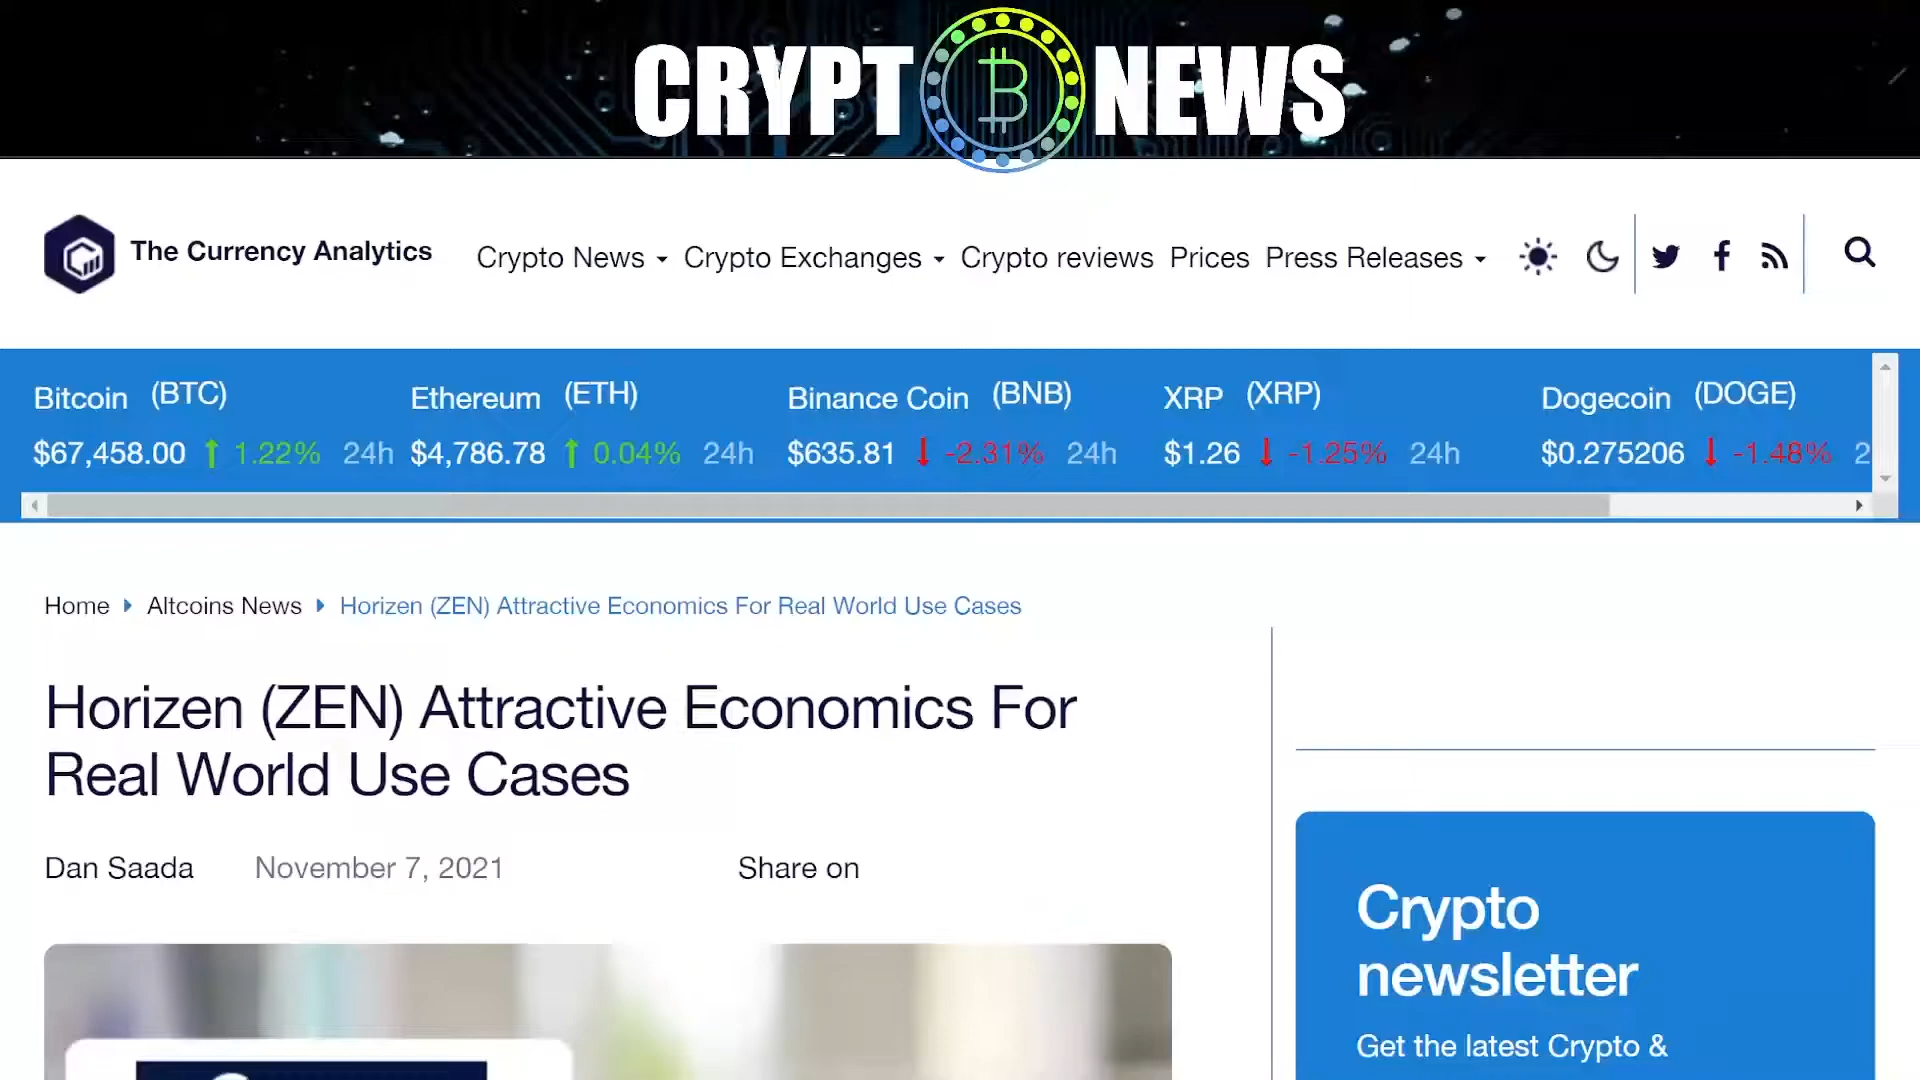 CRYPT NEWS
The Currency Analytics
Crypto News Crypto Exchanges Crypto reviews Prices Press Releases
Bitcoin (BTC) Ethereum (ETH) Binance Coin (BNB) XRP (XRP) Dogecoin (DOGE)
$67,458.00 1.22% 24h $4,786.78 0.04% 24h $635.81 -2.31% 24h $1.26 -1.25% 24h $0.275206 -1.48% 2
Home Altcoins News Horizen (ZEN) Attractive Economics For Real World Use Cases
Horizen (ZEN) Attractive Economics For
Real World Use Cases
Dan Saada November 7, 2021 Share on
Crypto
newsletter
Get the latest Crypto &